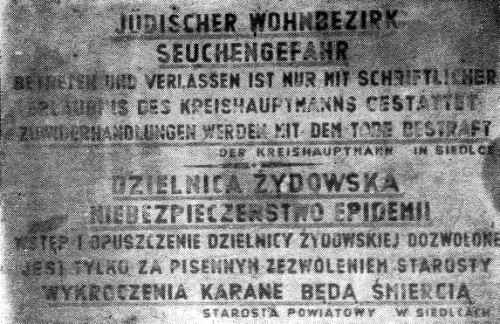 JÜDISCHER WOHNBEZIRK
SEUCHENGEFAHR
BETRETEN UND VERLASSEN IST NUR MIT SCHRIFTLICHER
ERLAUBNIS DES KREISHAUPTMANNS GESTATTET
ZUWIDERHANDLUNGEN WERDEN MIT DEM TODE BESTRAFT
DER KREISHAUPTMANN IN SIEDLCE
DZIELNICA ŻYDOWSKA
NIEBEZPIECZEŃSTWO EPIDEMII
WSTĘP I OPUSZCZENIE DZIELNICY ŻYDOWSKIEJ DOZWOLONE
JEST TYLKO ZA PISEMNYM ZEZWOLENIEM STAROSTY
WYKROCZENIA KARANE BĘDĄ ŚMIERCIĄ
STAROSTA POWIATOWY W SIEDLCACH